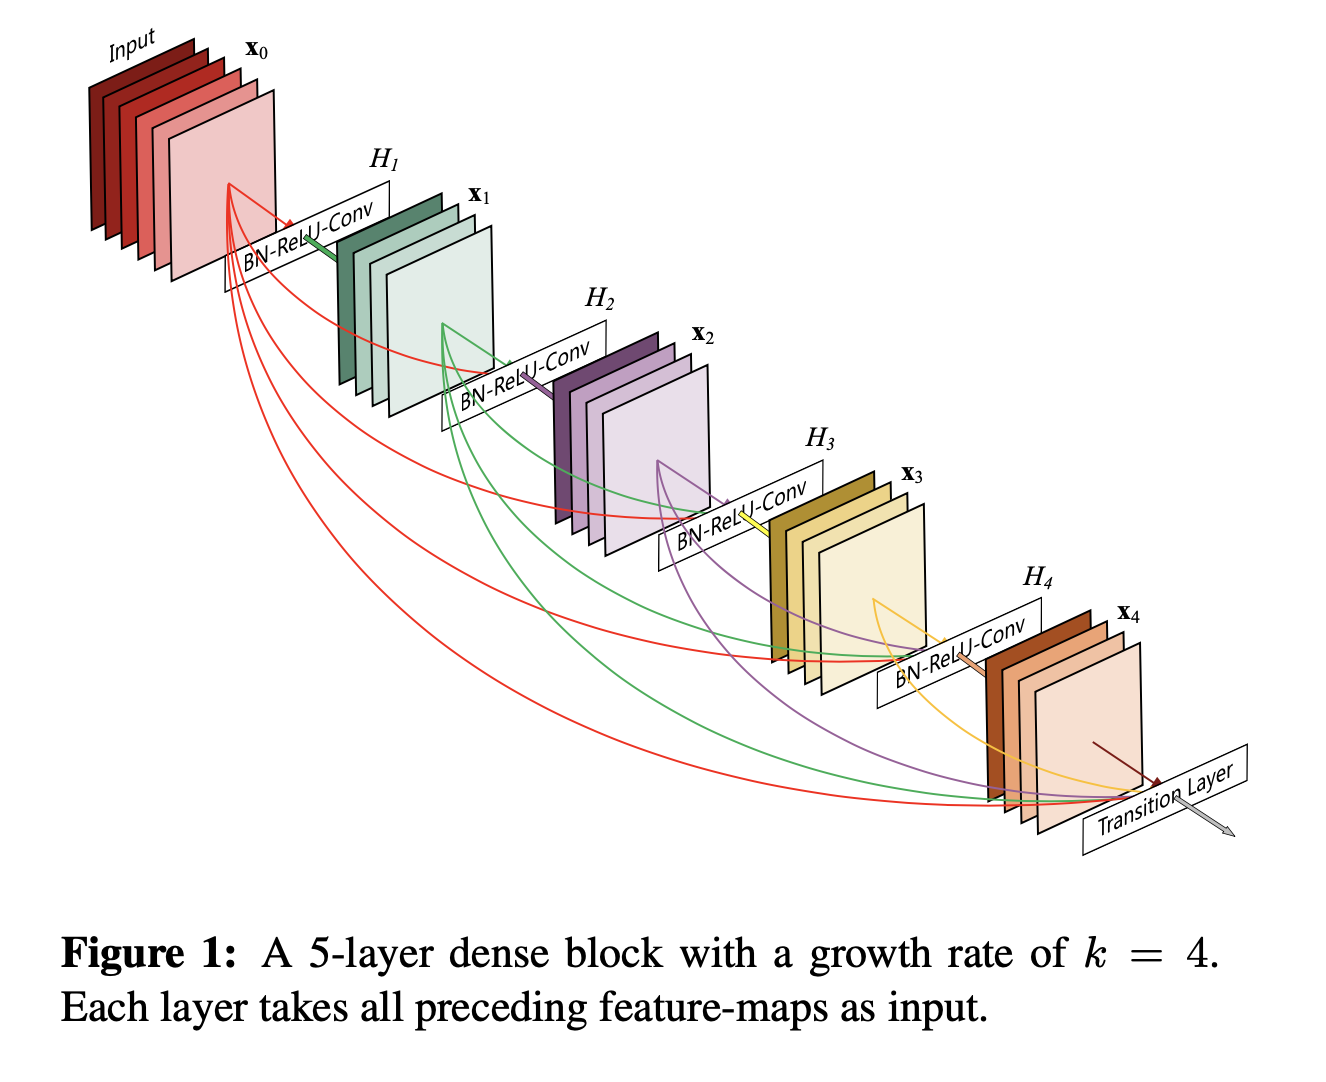 Input
x0
H1
BN-ReLU-Conv
x1
H2
BN-ReLU-Conv
x2
H3
BN-ReLU-Conv
x3
H4
BN-ReLU-Conv
x4
Transition Layer
Figure 1: A 5-layer dense block with a growth rate of k = 4.
Each layer takes all preceding feature-maps as input.